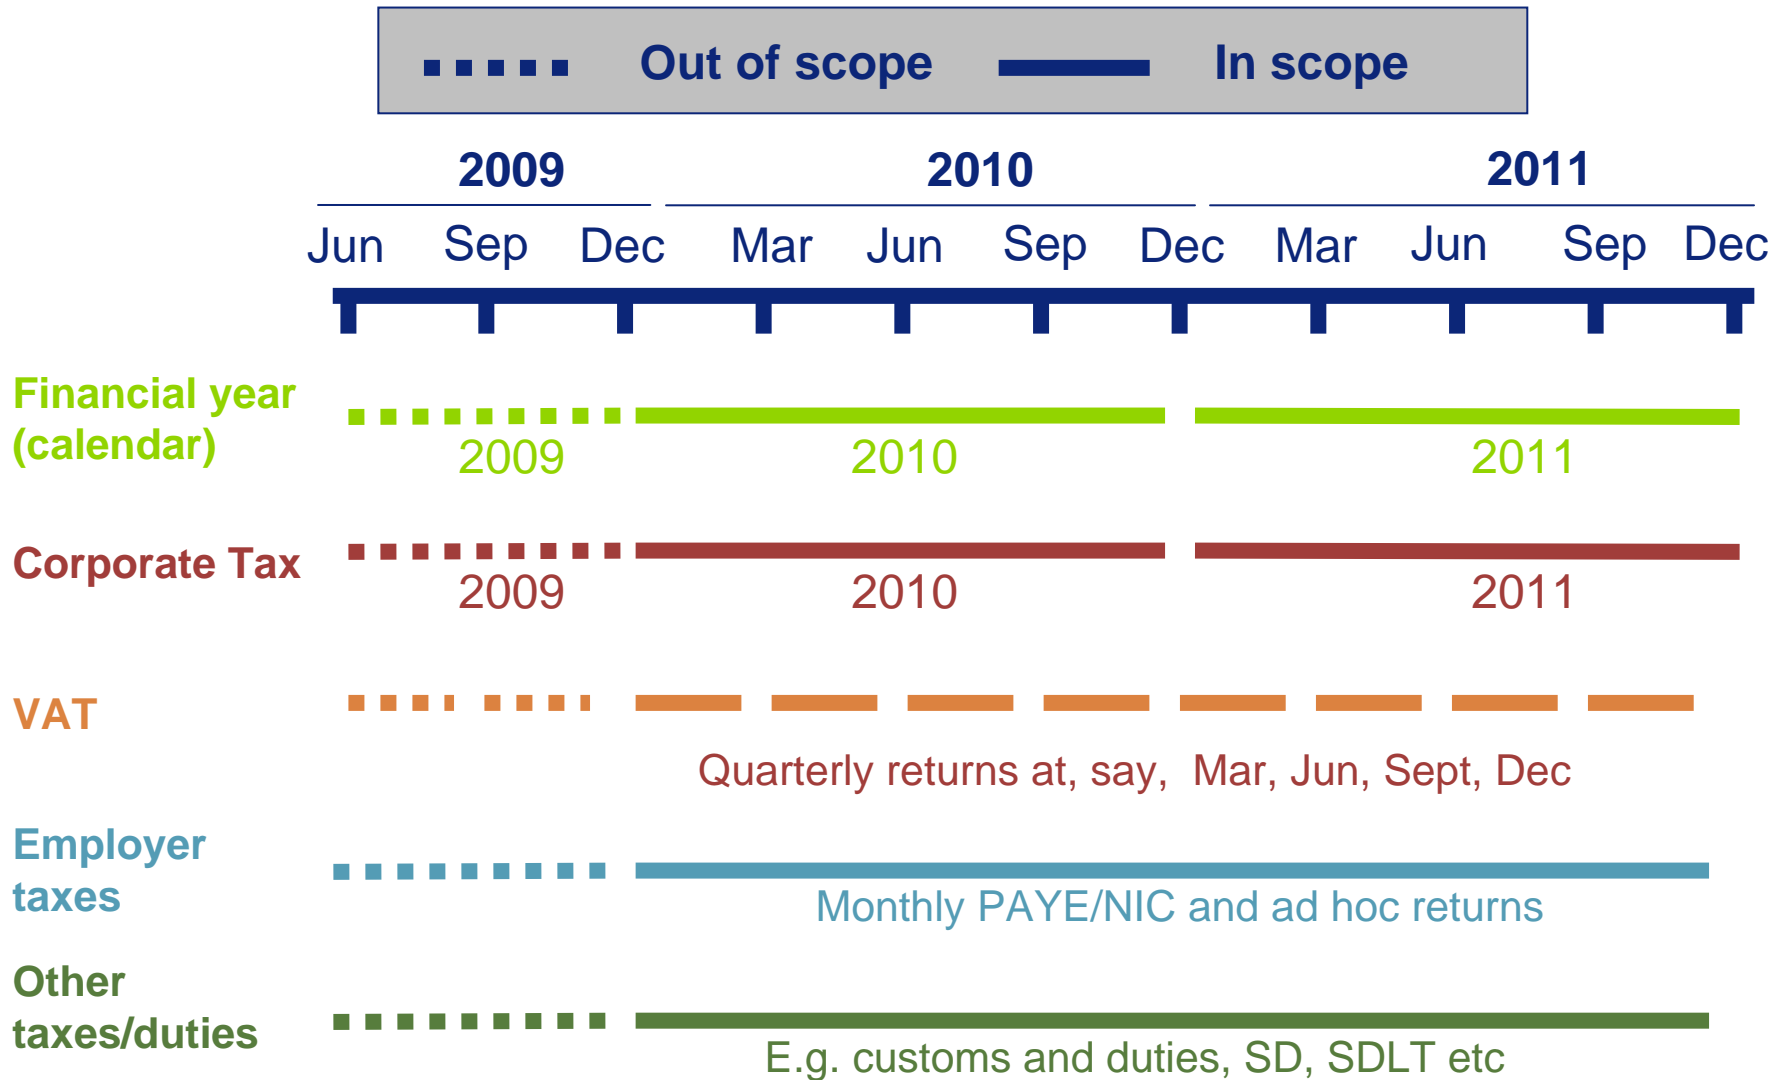 Out of scope In scope
2009 2010 2011
Jun Sep Dec Mar Jun Sep Dec Mar Jun Sep Dec
Financial year
(calendar)
2009 2010 2011
Corporate Tax
2009 2010 2011
VAT
Quarterly returns at, say, Mar, Jun, Sept, Dec
Employer
taxes
Monthly PAYE/NIC and ad hoc returns
Other
taxes/duties
E.g. customs and duties, SD, SDLT etc